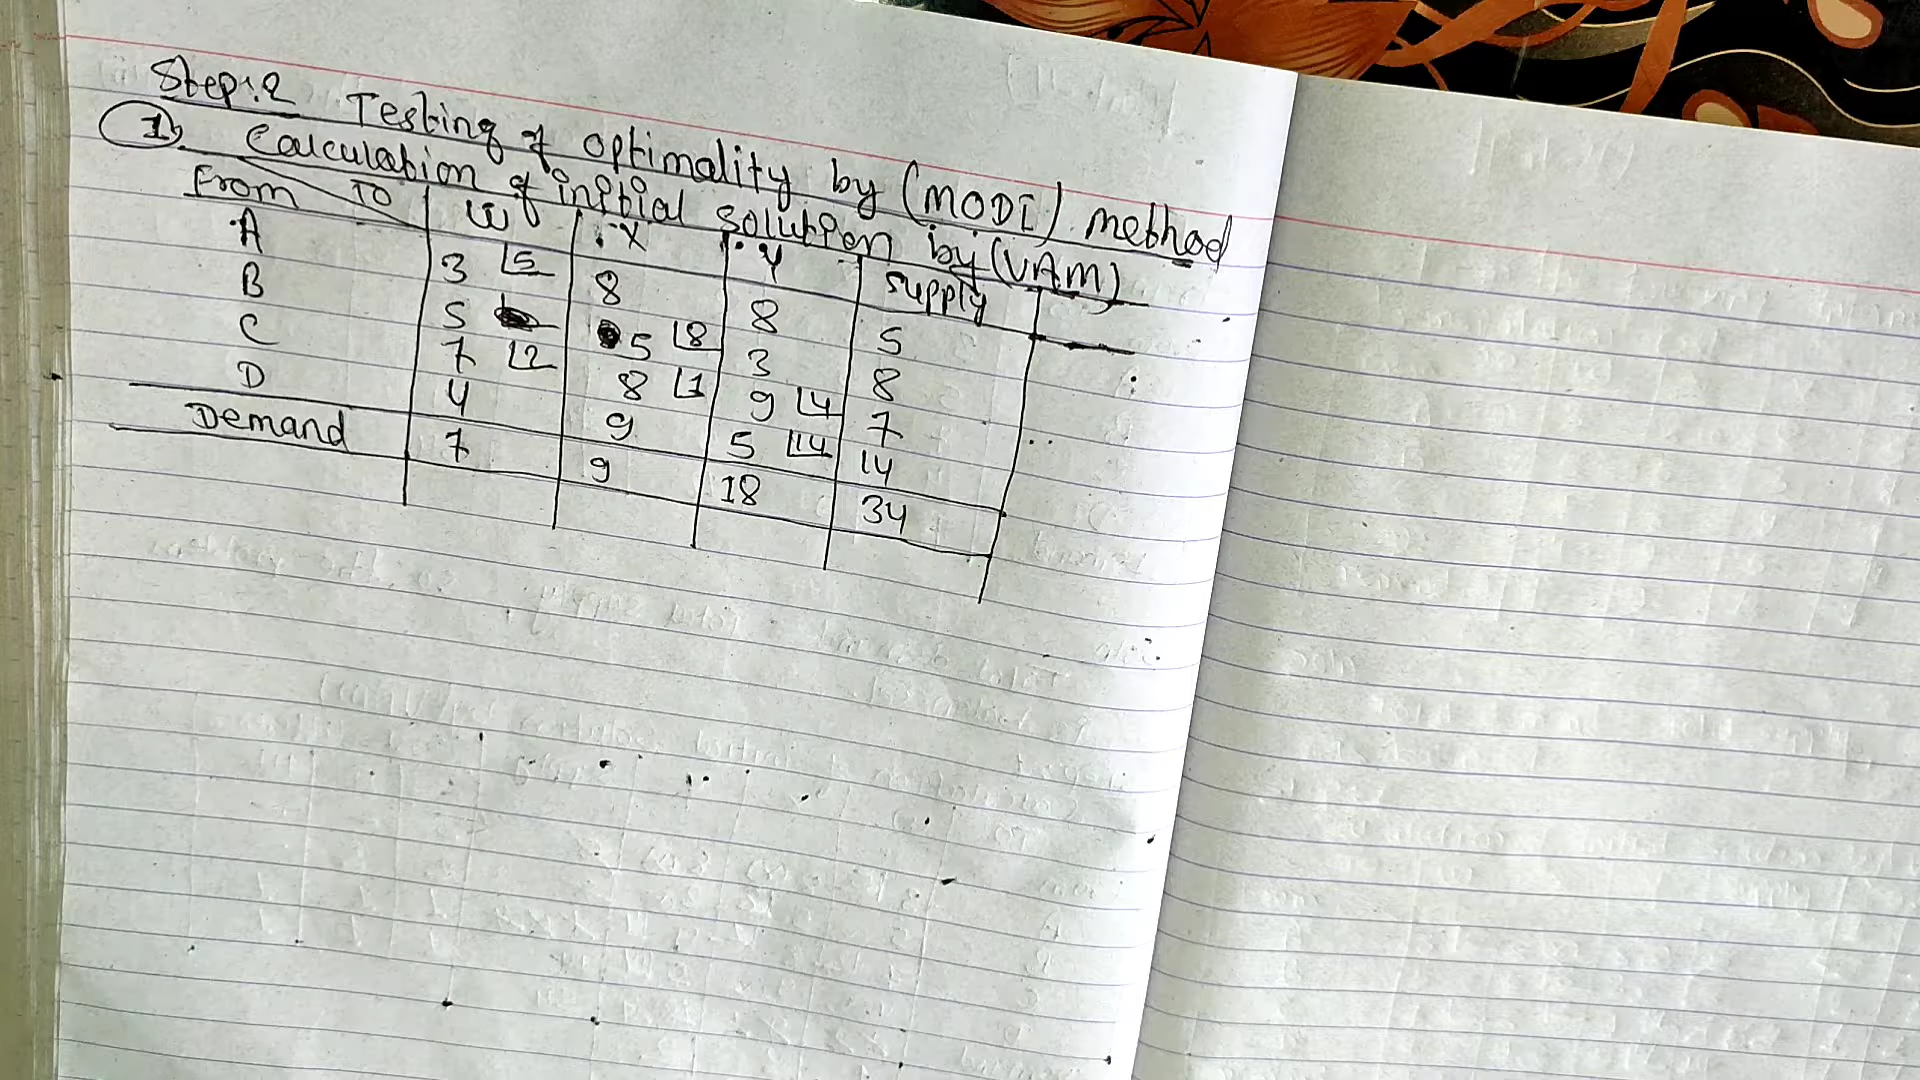 Step:2 Testing of optimality by (MODI) method
1) Calculation of initial solution by (VAM)
From TO W X Y Supply
A 3 5 8 8 5
B 5 5 8 3 8
C 7 2 8 1 9 4 7
D 4 9 5 14 14
Demand 7 9 18 34